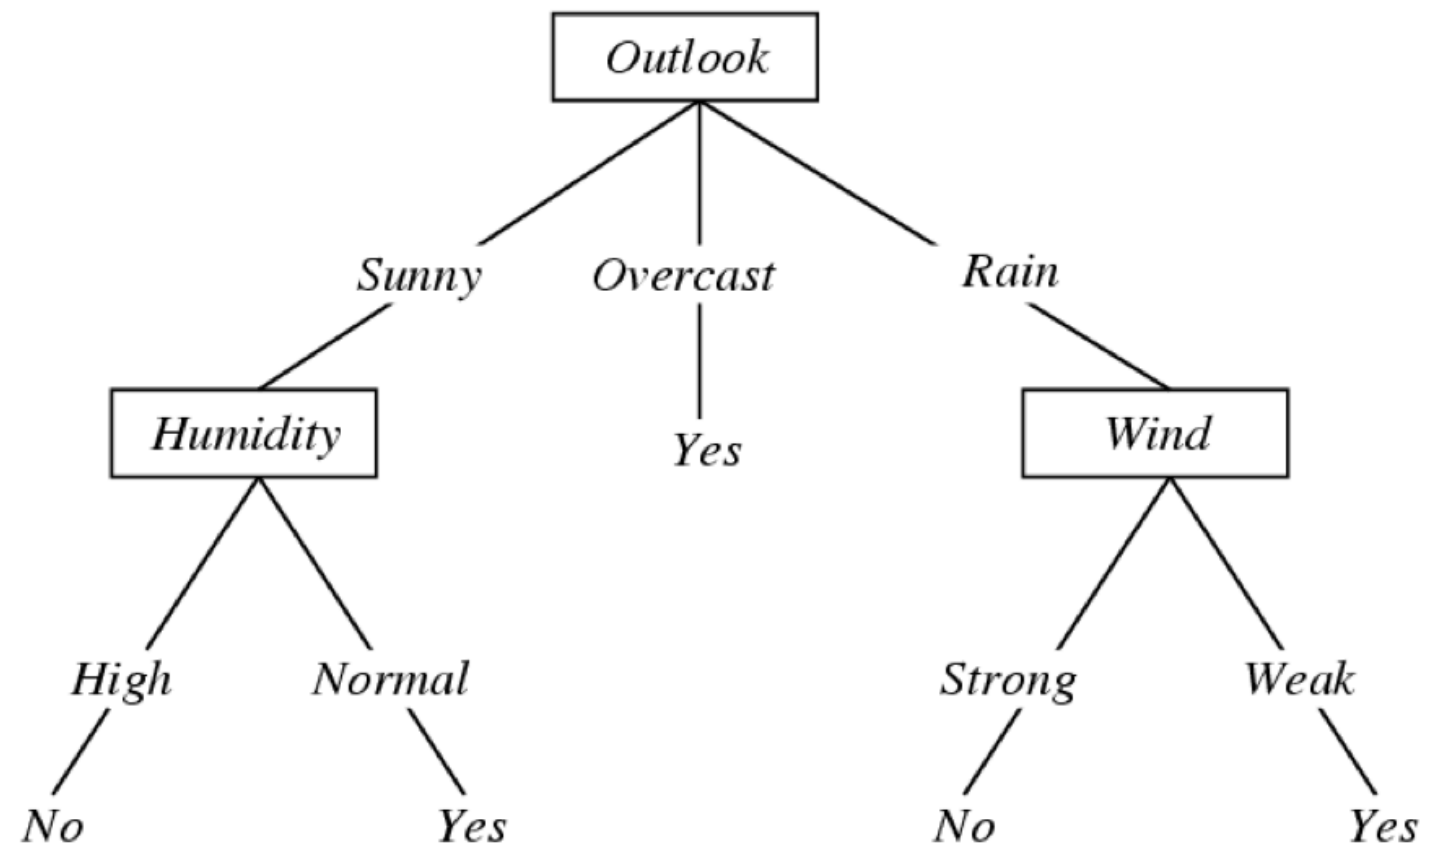 Outlook
Sunny Overcast Rain
Humidity Yes Wind
High Normal Strong Weak
No Yes No Yes